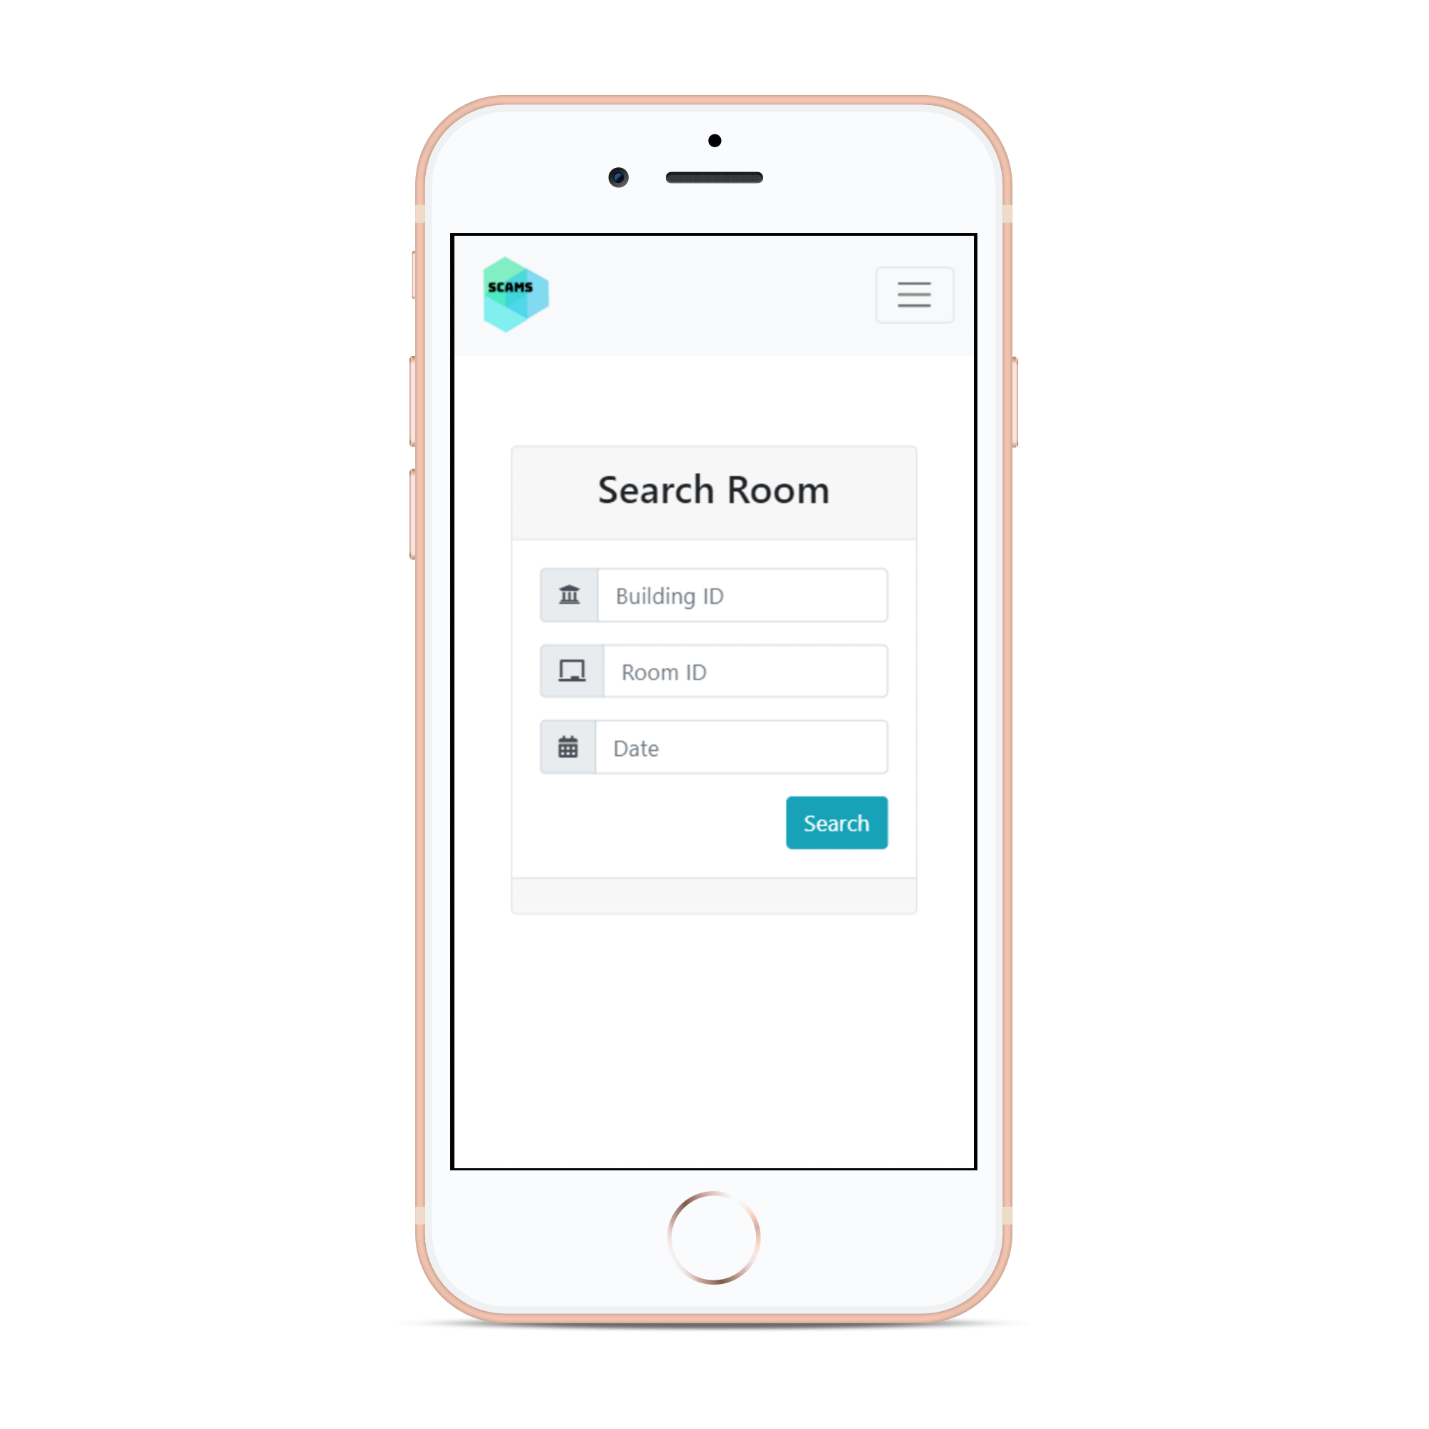 SCAMS
Search Room
Building ID
Room ID
Date
Search